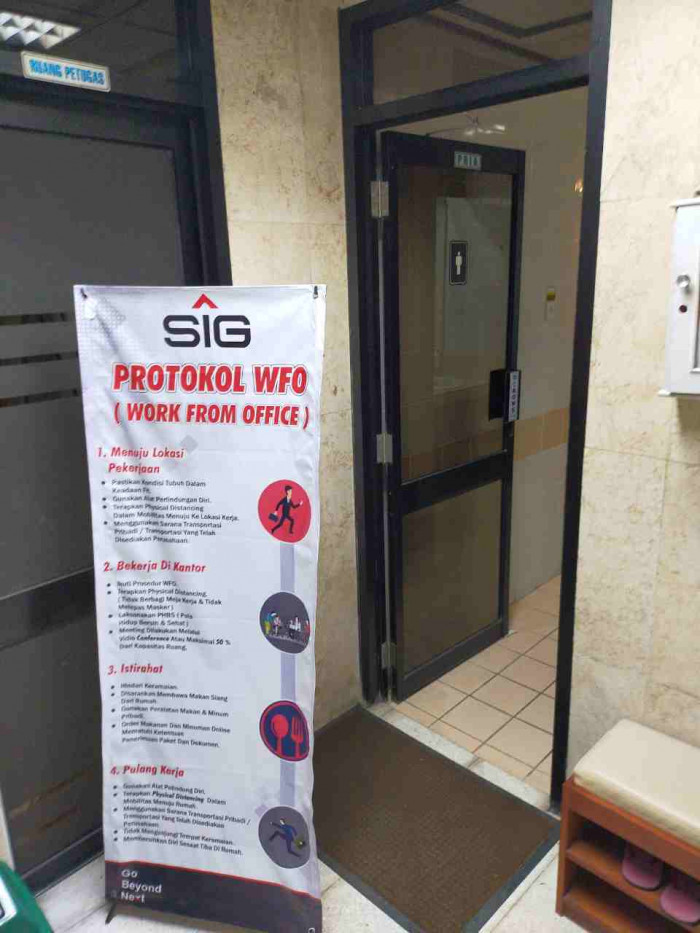 RUANG PETUGAS
PRIA
SIG
PROTOKOL WFO
( WORK FROM OFFICE )
1. Menuju Lokasi
Pekerjaan
Pastikan Kondisi Tubuh Dalam
Keadaan Fit.
Gunakan Alat Perlindungan Diri.
Terapkan Physical Distancing
Dalam Mobilitas Menuju Ke Lokasi Kerja.
Menggunakan Sarana Transportasi
Pribadi / Transportasi Yang Telah
Disediakan Perusahaan.
2. Bekerja Di Kantor
Ikuti Prosedur WFO.
Terapkan Physical Distancing.
( Tidak Berbagi Meja Kerja & Tidak
Melepas Masker )
Laksanakan PHBS ( Pola
Hidup Bersih & Sehat )
Meeting Dilakukan Melalui
Vidio Conference Atau Maksimal 50 %
Dari Kapasitas Ruang.
3. Istirahat
Hindari Keramaian.
Disarankan Membawa Makan Siang
Dari Rumah.
Gunakan Peralatan Makan & Minum
Pribadi.
Order Makanan Dan Minuman Online
Mematuhi Ketentuan
Penerimaan Paket Dan Dokumen.
4. Pulang Kerja
Gunakan Alat Pelindung Diri.
Terapkan Physical Distancing Dalam
Mobilitas Menuju Rumah.
Menggunakan Sarana Transportasi Pribadi /
Transportasi Yang Telah Disediakan
Perusahaan.
Tidak Mengunjungi Tempat Keramaian.
Membersihkan Diri Sesaat Tiba Di Rumah.
Go
Beyond
Next